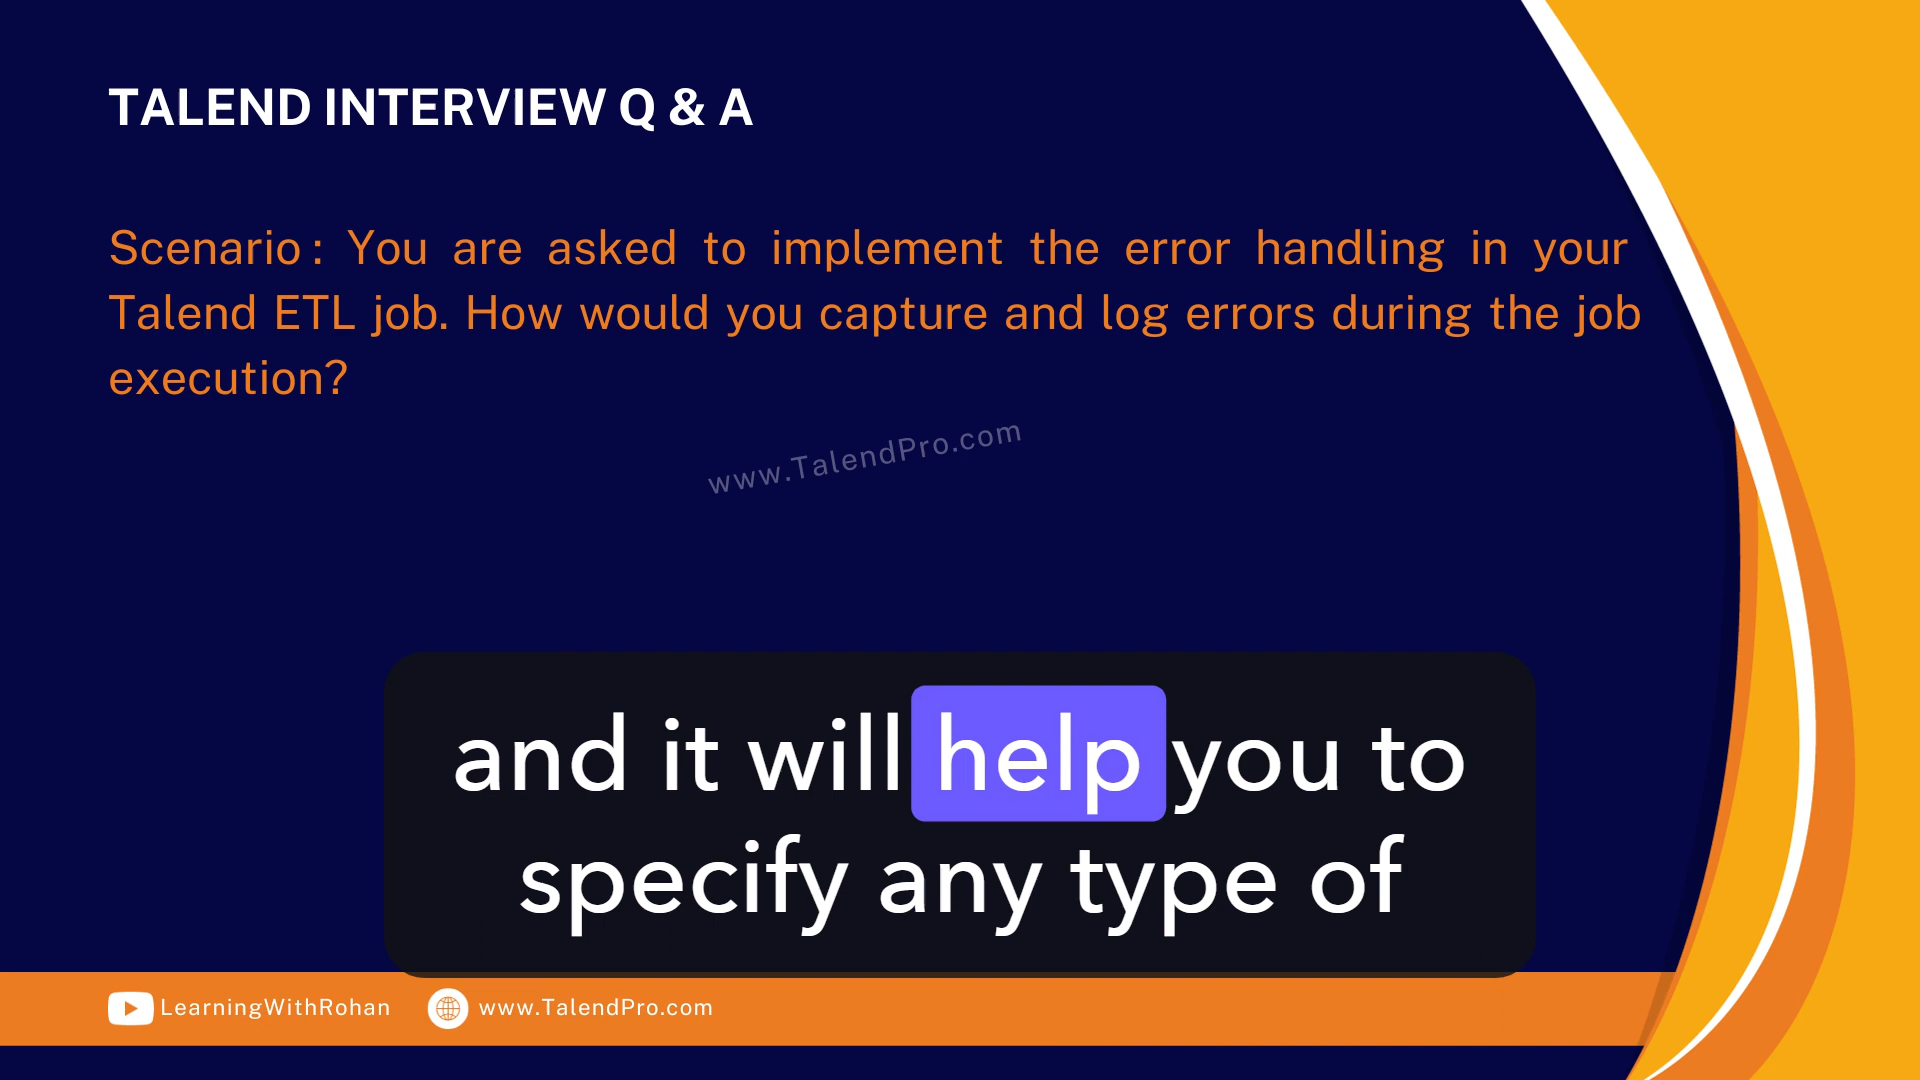 TALEND INTERVIEW Q & A
Scenario : You are asked to implement the error handling in your
Talend ETL job. How would you capture and log errors during the job
execution?
www.TalendPro.com
and it will help you to
specify any type of
LearningWithRohan www.TalendPro.com